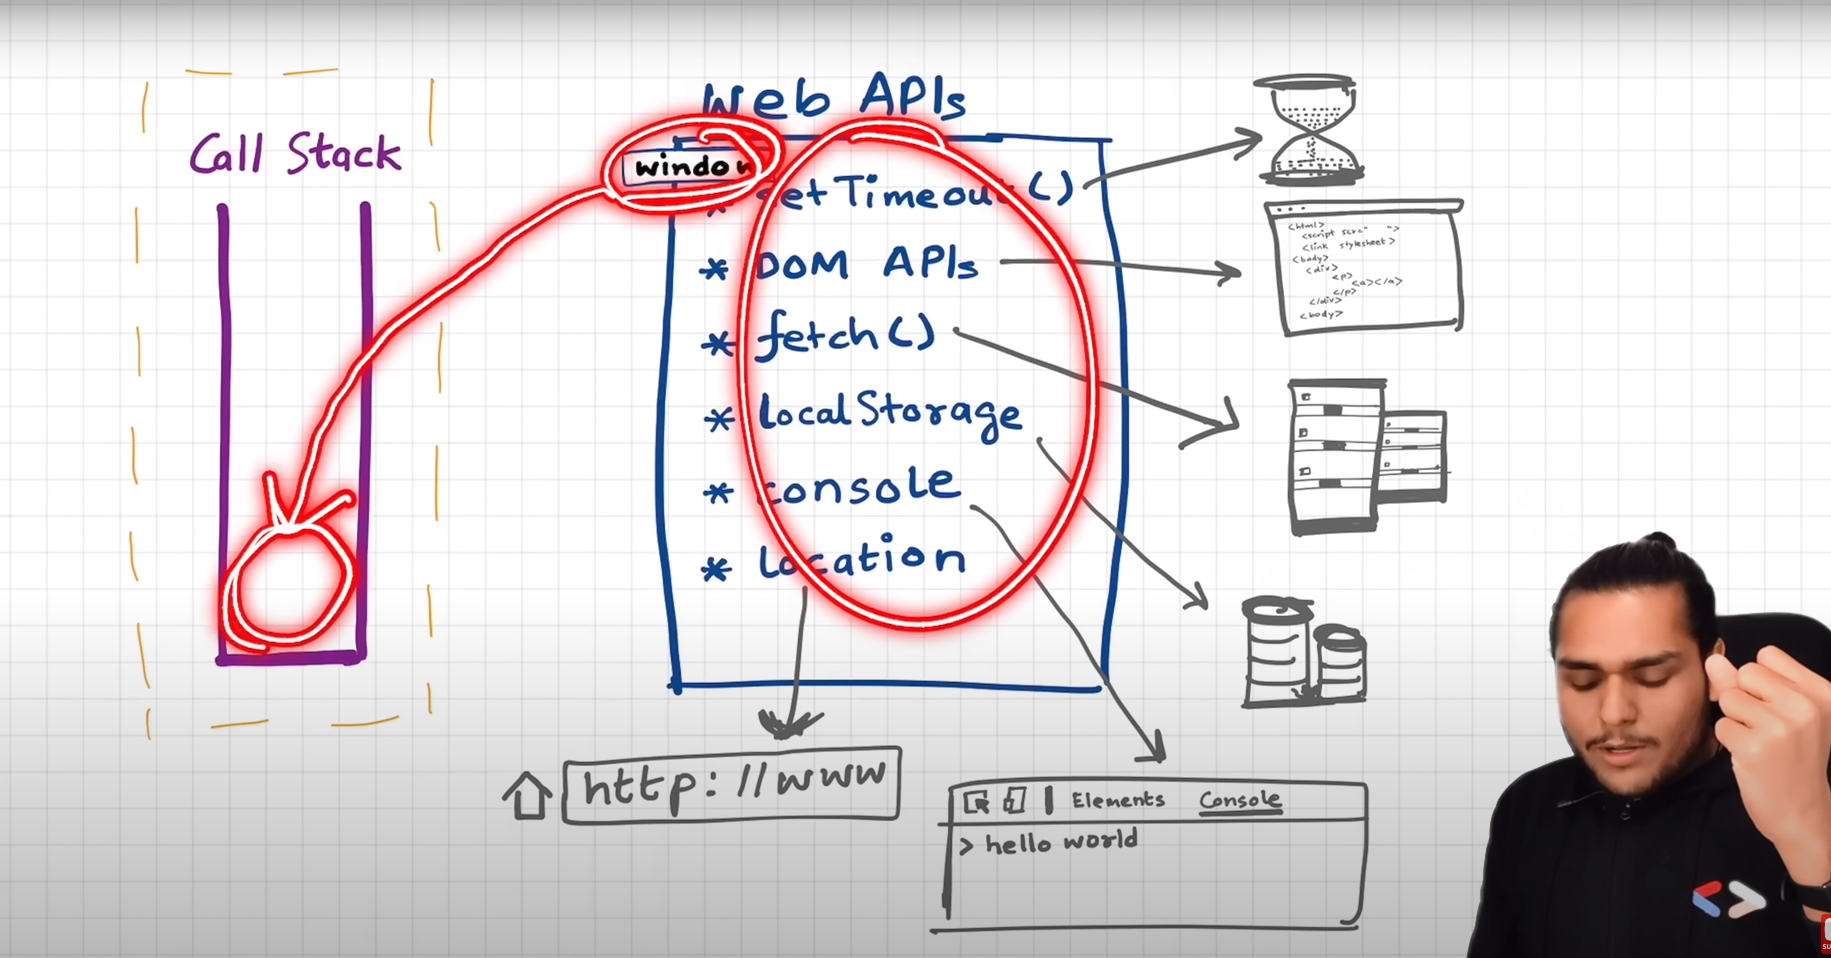 Web APIs
Call Stack
window
* setTimeout()
* DOM APIs
* fetch()
* localStorage
* console
* Location
<html>
<script scrc=" ">
<link stylesheet>
<body>
<div>
<p>
<a></a>
</p>
</div>
<body>
http://www
Elements Console
> hello world